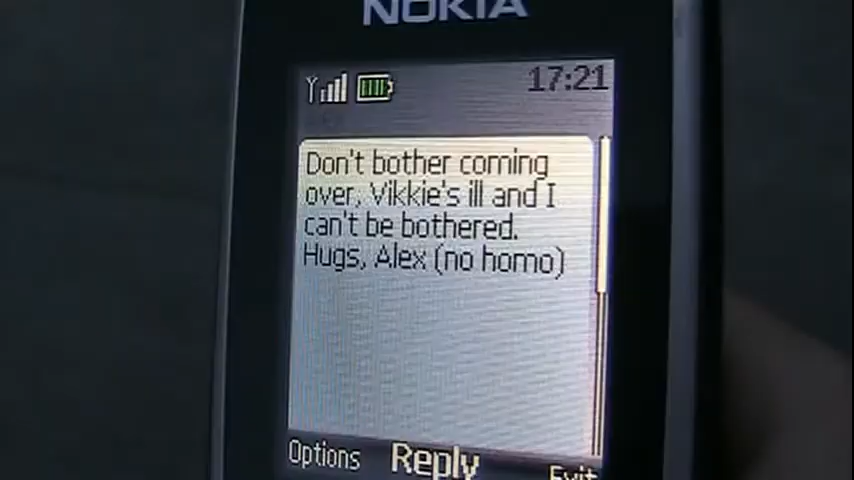 NOKIA
17:21
Don't bother coming
over, Vikkie's ill and I
can't be bothered.
Hugs, Alex (no homo)
Options Reply Exit